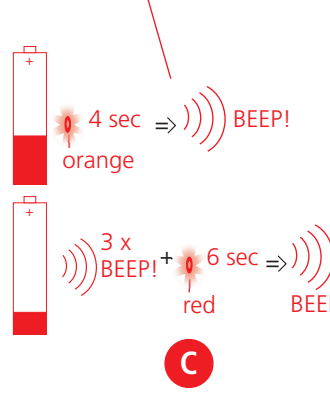 +
4 sec ⇒ BEEP!
orange
+
3 x
BEEP! + 6 sec ⇒
red
C